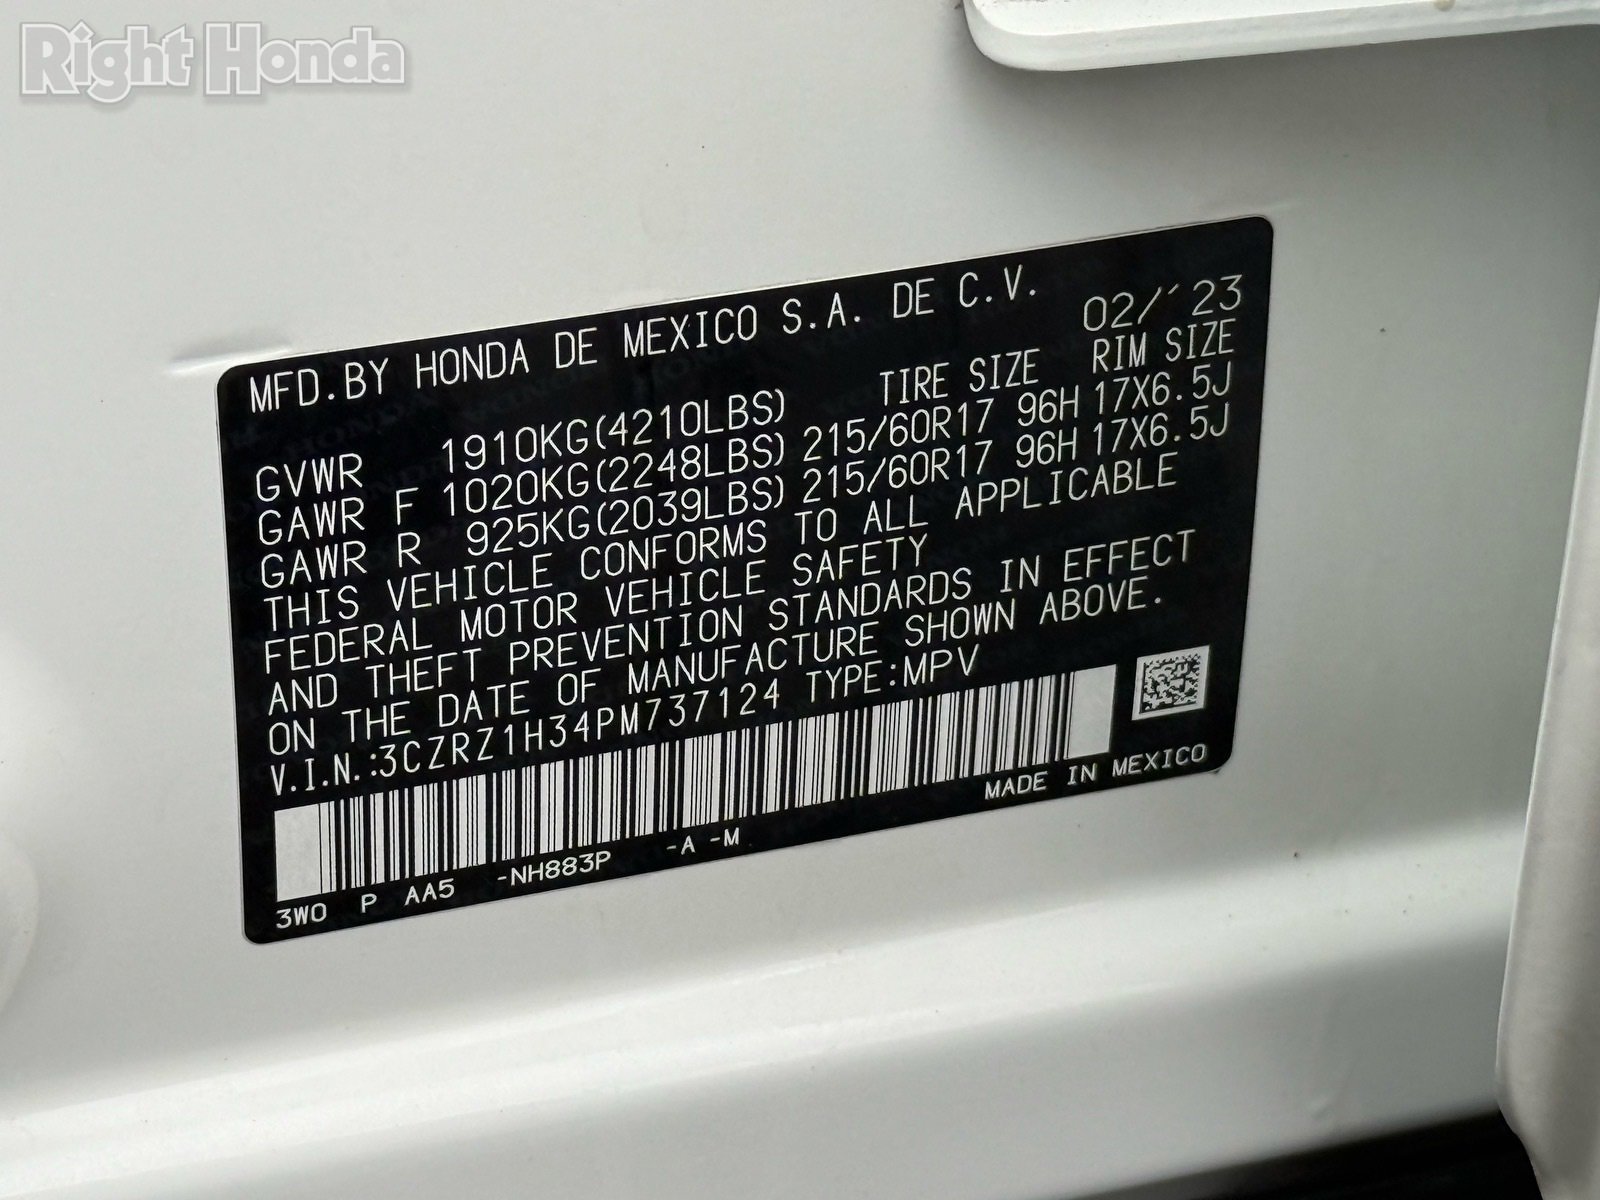 Right Honda
MFD.BY HONDA DE MEXICO S.A. DE C.V. 02/'23
TIRE SIZE RIM SIZE
GVWR 1910KG(4210LBS)
GAWR F 1020KG(2248LBS) 215/60R17 96H 17X6.5J
GAWR R 925KG(2039LBS) 215/60R17 96H 17X6.5J
THIS VEHICLE CONFORMS TO ALL APPLICABLE
FEDERAL MOTOR VEHICLE SAFETY
AND THEFT PREVENTION STANDARDS IN EFFECT
ON THE DATE OF MANUFACTURE SHOWN ABOVE.
V.I.N.:3CZRZ1H34PM737124 TYPE:MPV
MADE IN MEXICO
3W0 P AA5 -NH883P -A -M